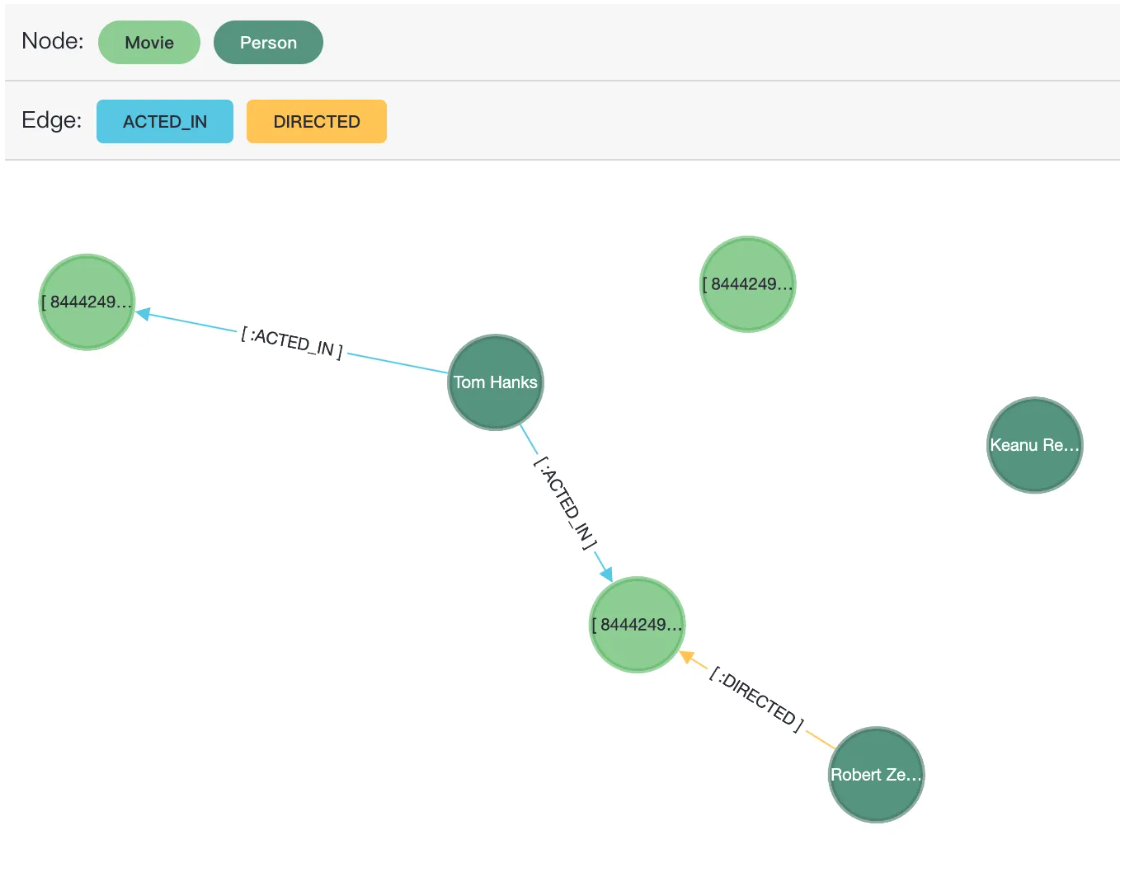 Node: Movie Person
Edge: ACTED_IN DIRECTED
[ 8444249…
[ 8444249…
[ :ACTED_IN ]
Tom Hanks
Keanu Re…
[ :ACTED_IN ]
[ 8444249…
[ :DIRECTED ]
Robert Ze…